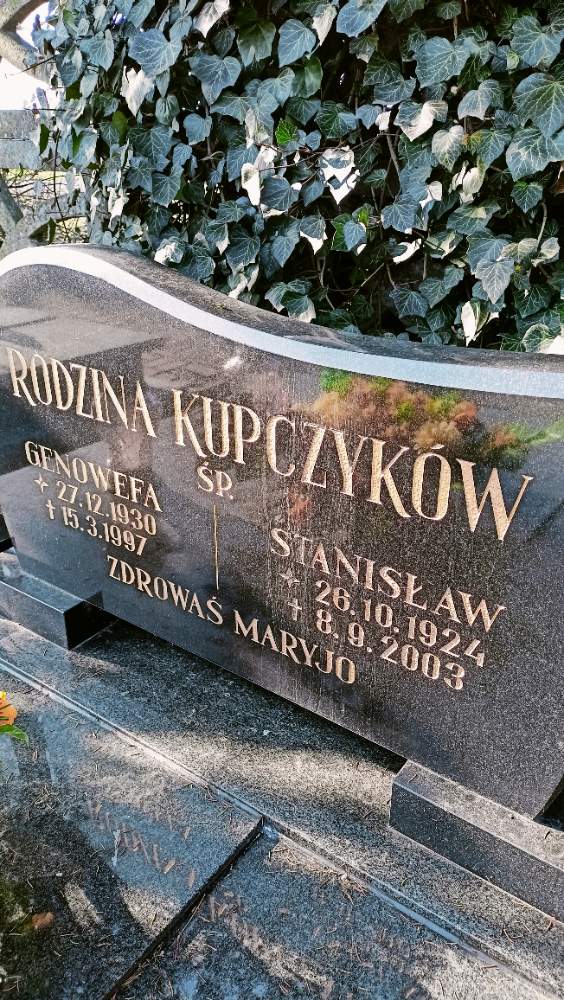 RODZINA KUPCZYKÓW
ŚP.
GENOWEFA
* 27.12.1930
† 15.3.1997
STANISŁAW
* 26.10.1924
† 8.9.2003
ZDROWAŚ MARYJO